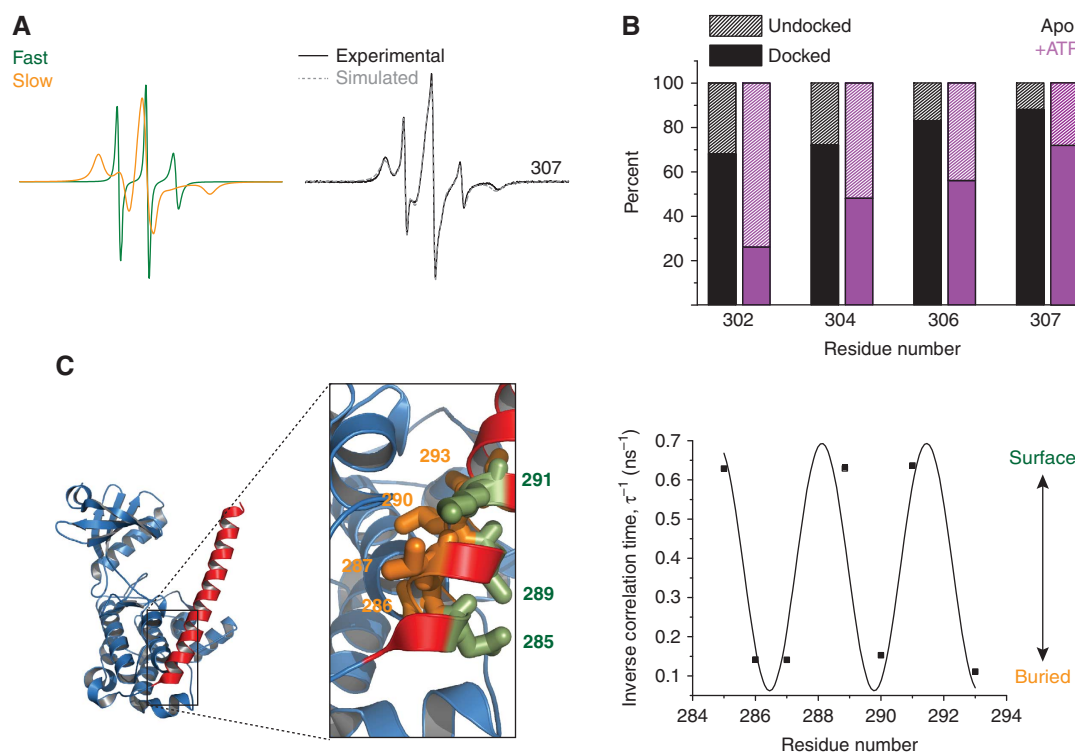 A
Fast
Slow
Experimental
Simulated
307
B
Undocked
Docked
Apo
+ATP
100
80
60
40
20
Percent
302 304 306 307
Residue number
C
293
291
290
287
289
286
285
0.7
0.6
0.5
0.4
0.3
0.2
0.1
Inverse correlation time, τ⁻¹ (ns⁻¹)
284 286 288 290 292 294
Residue number
Surface
Buried